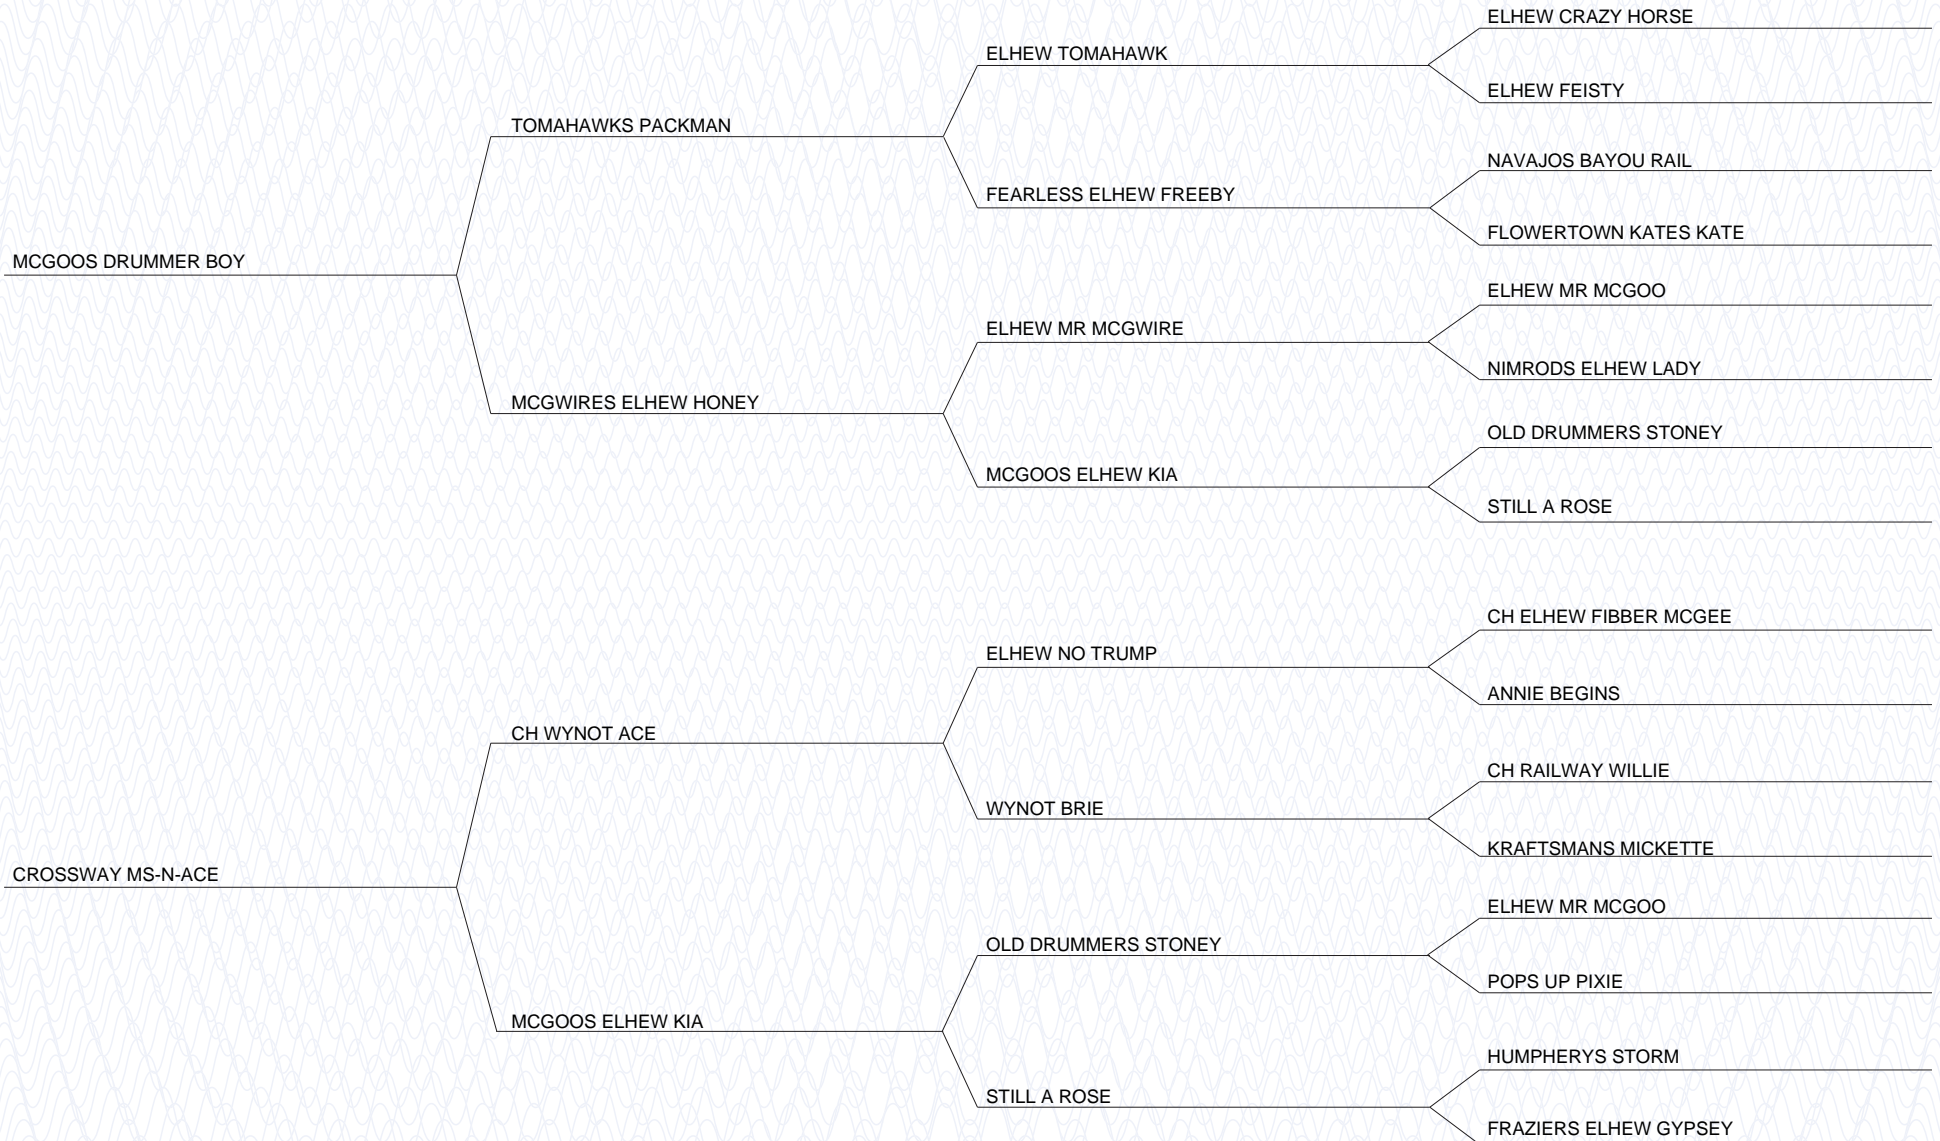 ELHEW CRAZY HORSE
ELHEW TOMAHAWK
ELHEW FEISTY
TOMAHAWKS PACKMAN
NAVAJOS BAYOU RAIL
FEARLESS ELHEW FREEBY
FLOWERTOWN KATES KATE
MCGOOS DRUMMER BOY
ELHEW MR MCGOO
ELHEW MR MCGWIRE
NIMRODS ELHEW LADY
MCGWIRES ELHEW HONEY
OLD DRUMMERS STONEY
MCGOOS ELHEW KIA
STILL A ROSE
CH ELHEW FIBBER MCGEE
ELHEW NO TRUMP
ANNIE BEGINS
CH WYNOT ACE
CH RAILWAY WILLIE
WYNOT BRIE
KRAFTSMANS MICKETTE
CROSSWAY MS-N-ACE
ELHEW MR MCGOO
OLD DRUMMERS STONEY
POPS UP PIXIE
MCGOOS ELHEW KIA
HUMPHERYS STORM
STILL A ROSE
FRAZIERS ELHEW GYPSEY